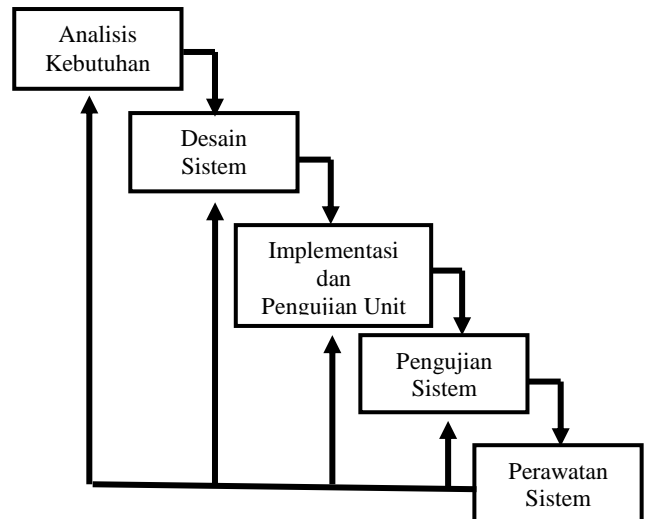 Analisis
Kebutuhan
Desain
Sistem
Implementasi
dan
Pengujian Unit
Pengujian
Sistem
Perawatan
Sistem